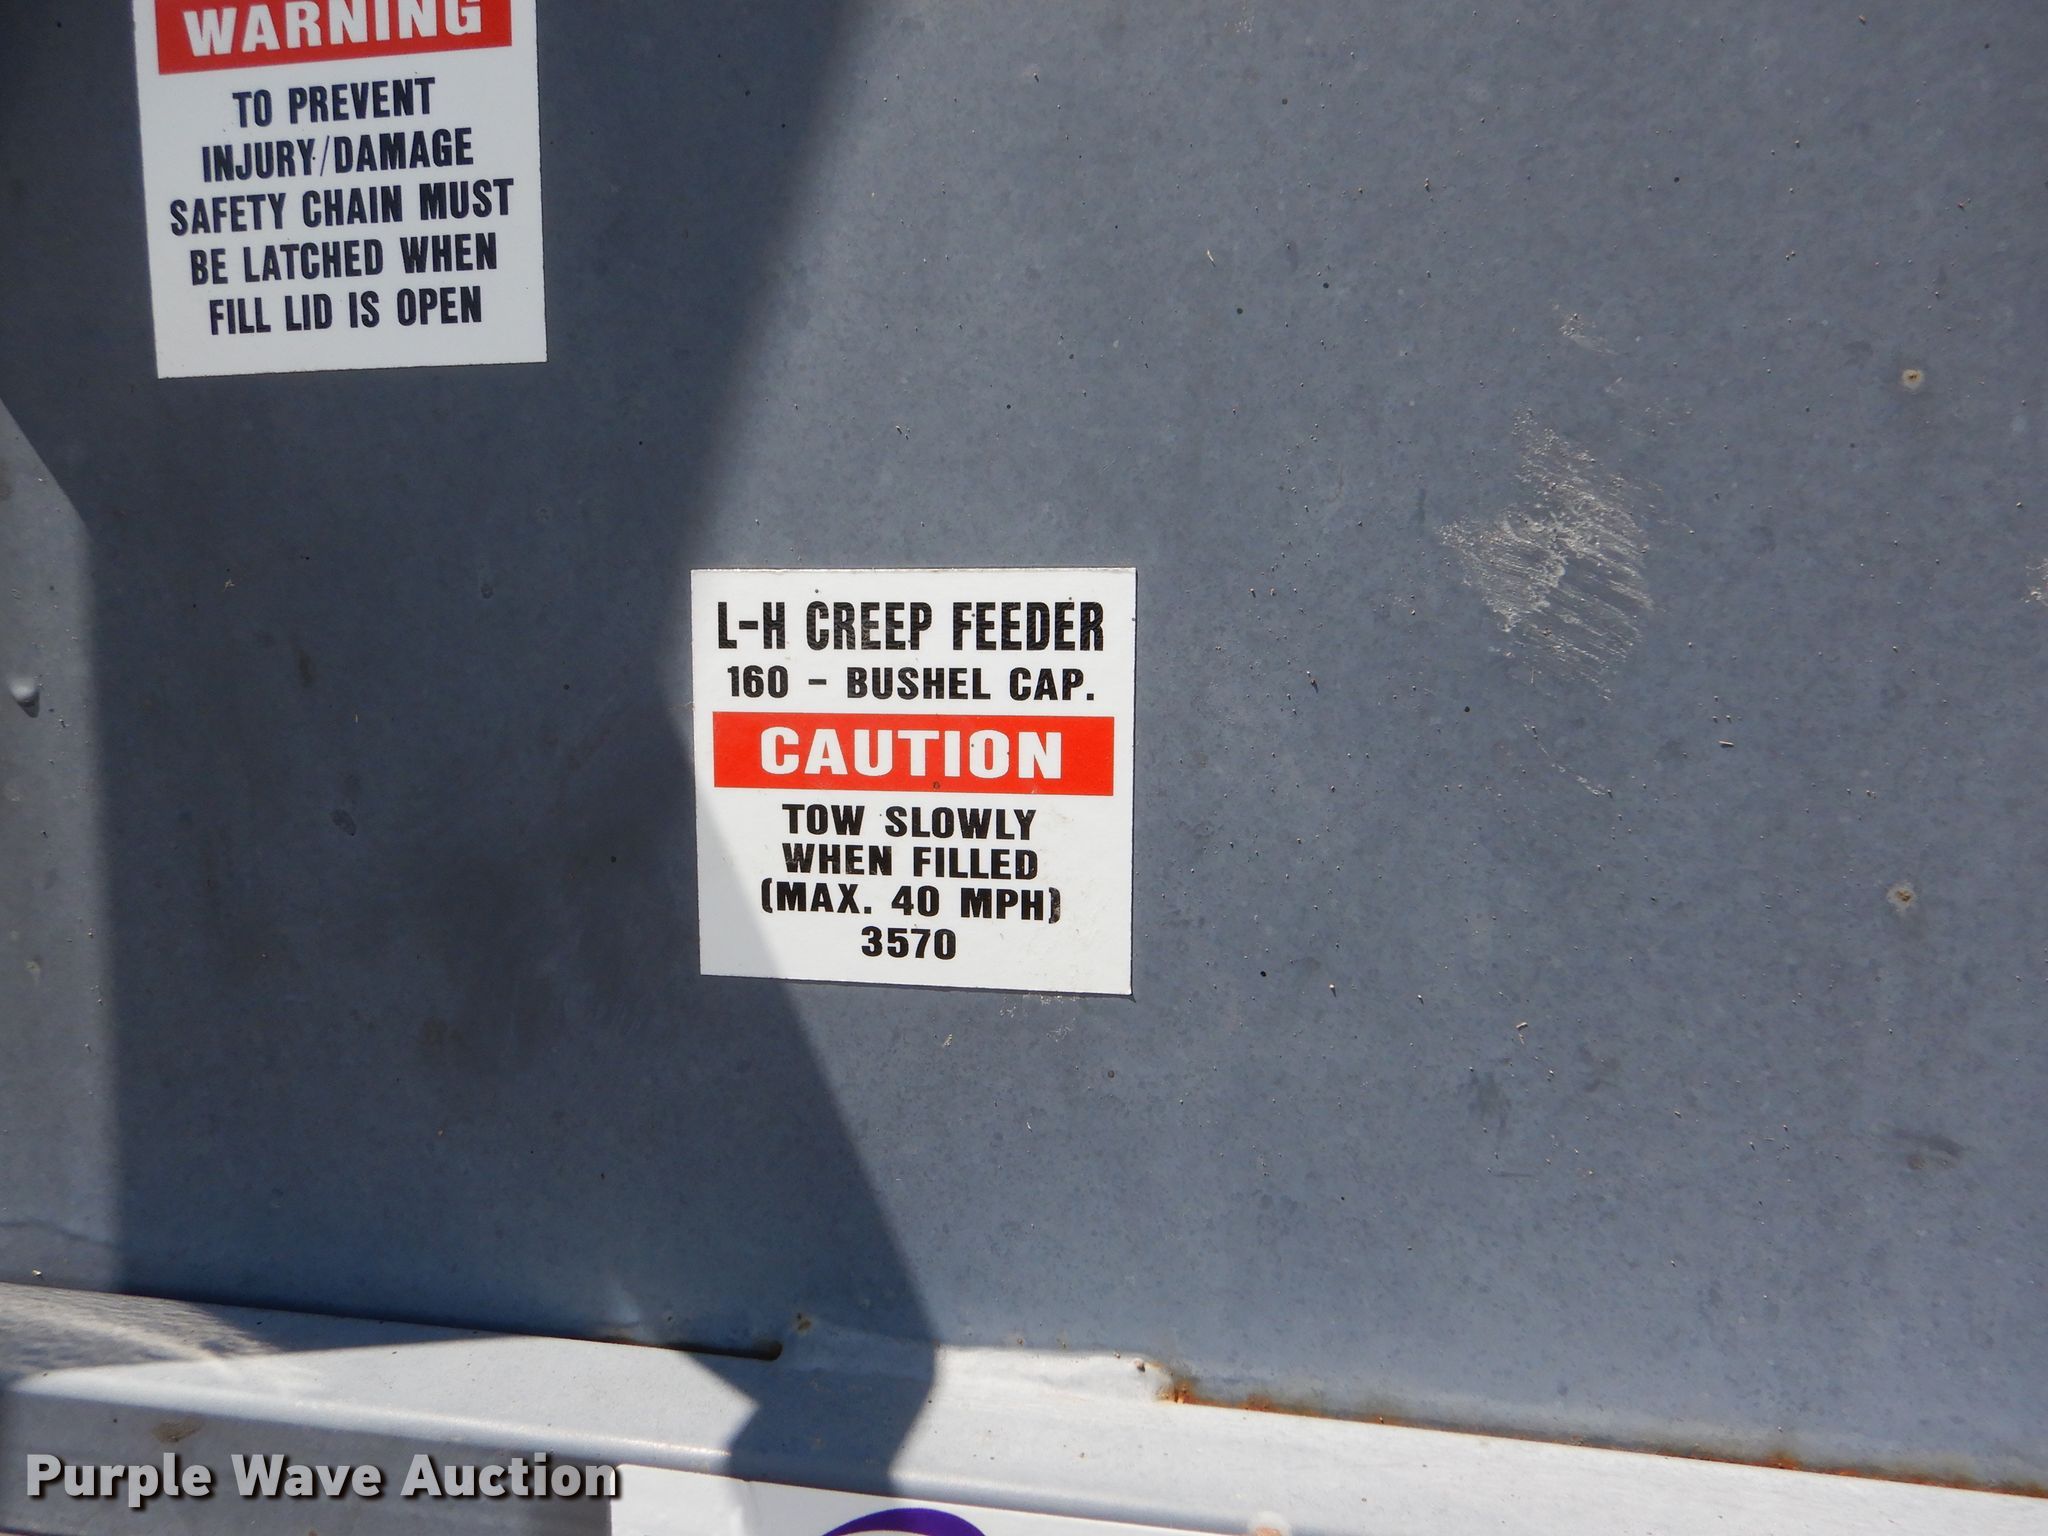 WARNING
TO PREVENT
INJURY/DAMAGE
SAFETY CHAIN MUST
BE LATCHED WHEN
FILL LID IS OPEN
L-H CREEP FEEDER
160 - BUSHEL CAP.
CAUTION
TOW SLOWLY
WHEN FILLED
(MAX. 40 MPH)
3570
Purple Wave Auction